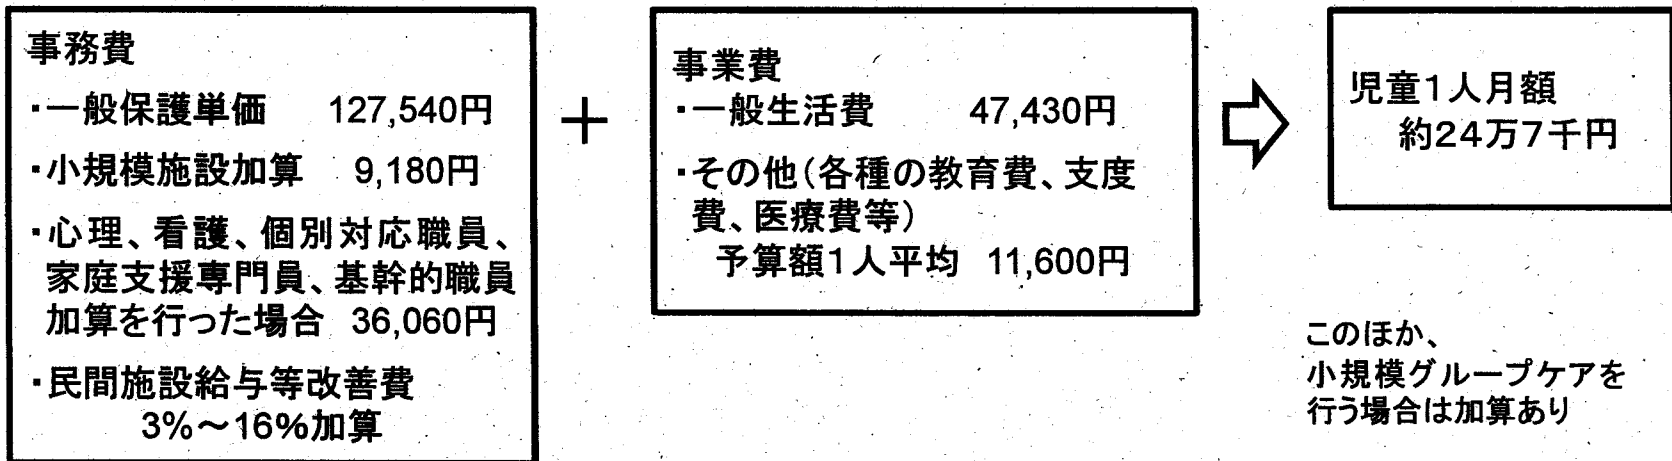 事務費
・一般保護単価 127,540円
・小規模施設加算 9,180円
・心理、看護、個別対応職員、
家庭支援専門員、基幹的職員
加算を行った場合 36,060円
・民間施設給与等改善費
3%～16%加算
＋
事業費
・一般生活費 47,430円
・その他(各種の教育費、支度
費、医療費等)
予算額1人平均 11,600円
児童1人月額
約24万7千円
このほか、
小規模グループケアを
行う場合は加算あり